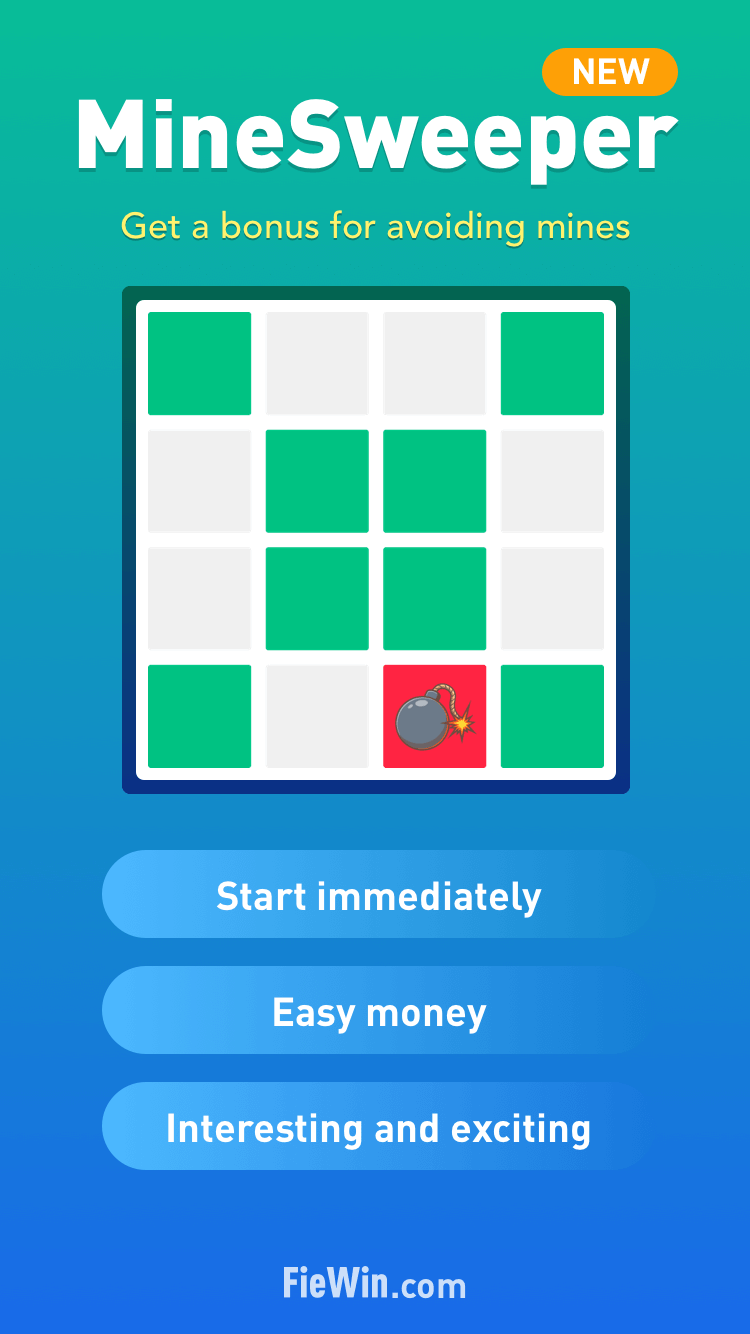 NEW
MineSweeper
Get a bonus for avoiding mines
Start immediately
Easy money
Interesting and exciting
FieWin.com